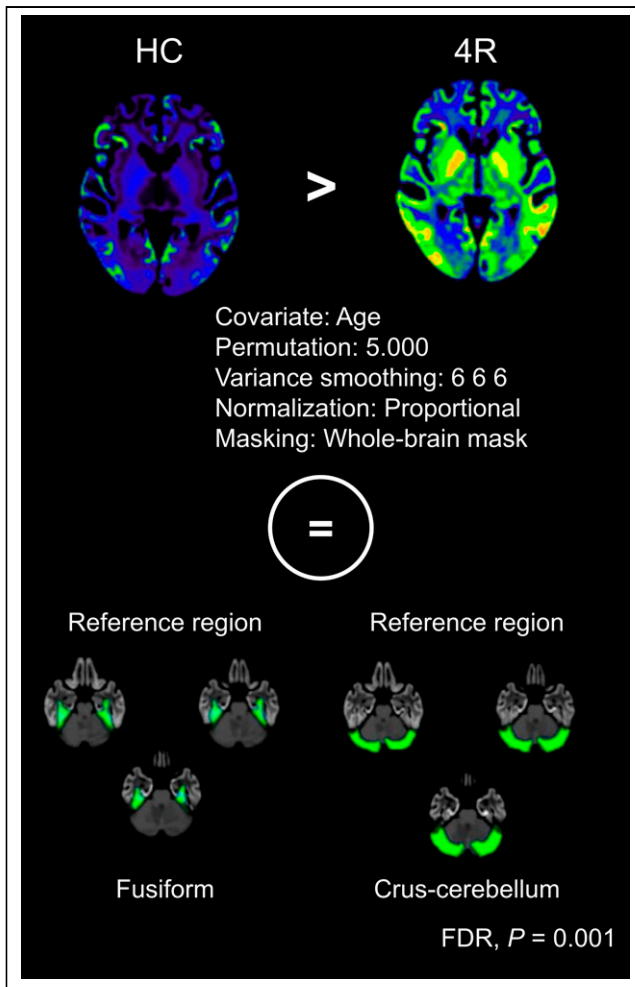 HC
4R
>
Covariate: Age
Permutation: 5.000
Variance smoothing: 6 6 6
Normalization: Proportional
Masking: Whole-brain mask
=
Reference region
Reference region
Fusiform
Crus-cerebellum
FDR, P = 0.001